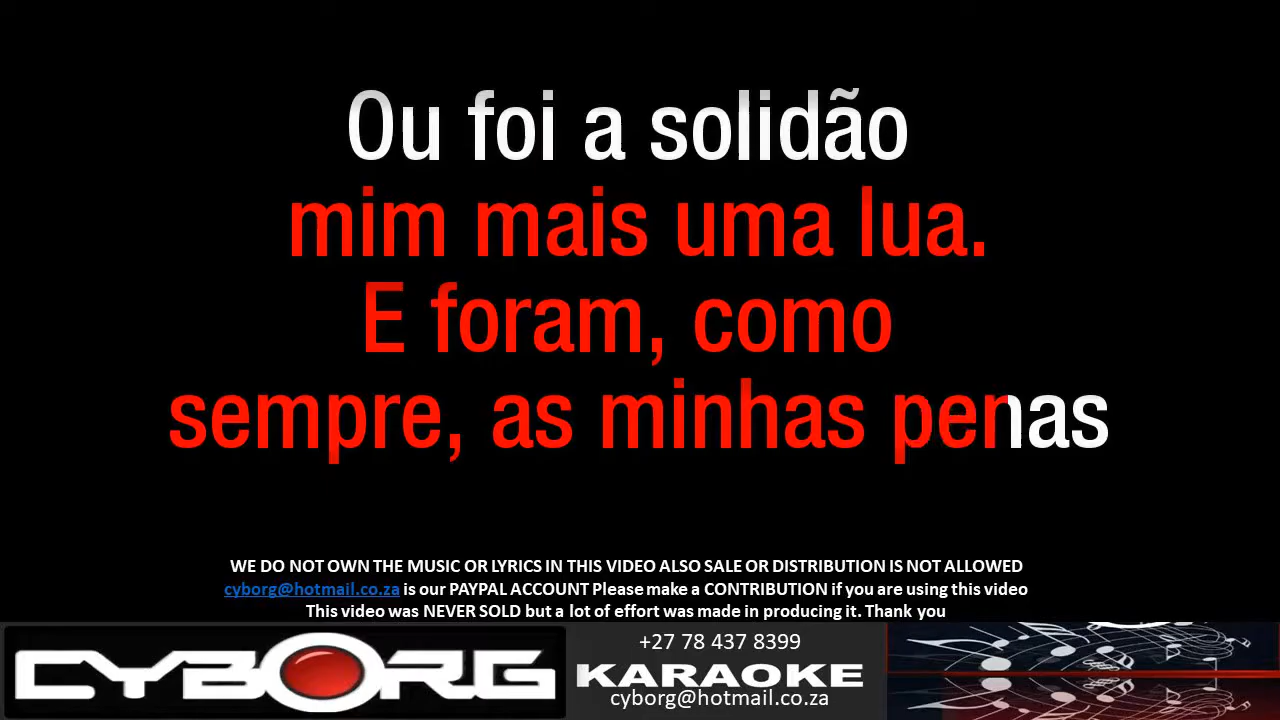 Ou foi a solidão
mim mais uma lua.
E foram, como
sempre, as minhas penas
WE DO NOT OWN THE MUSIC OR LYRICS IN THIS VIDEO ALSO SALE OR DISTRIBUTION IS NOT ALLOWED
cyborg@hotmail.co.za is our PAYPAL ACCOUNT Please make a CONTRIBUTION if you are using this video
This video was NEVER SOLD but a lot of effort was made in producing it. Thank you
CYBORG
+27 78 437 8399
KARAOKE
cyborg@hotmail.co.za